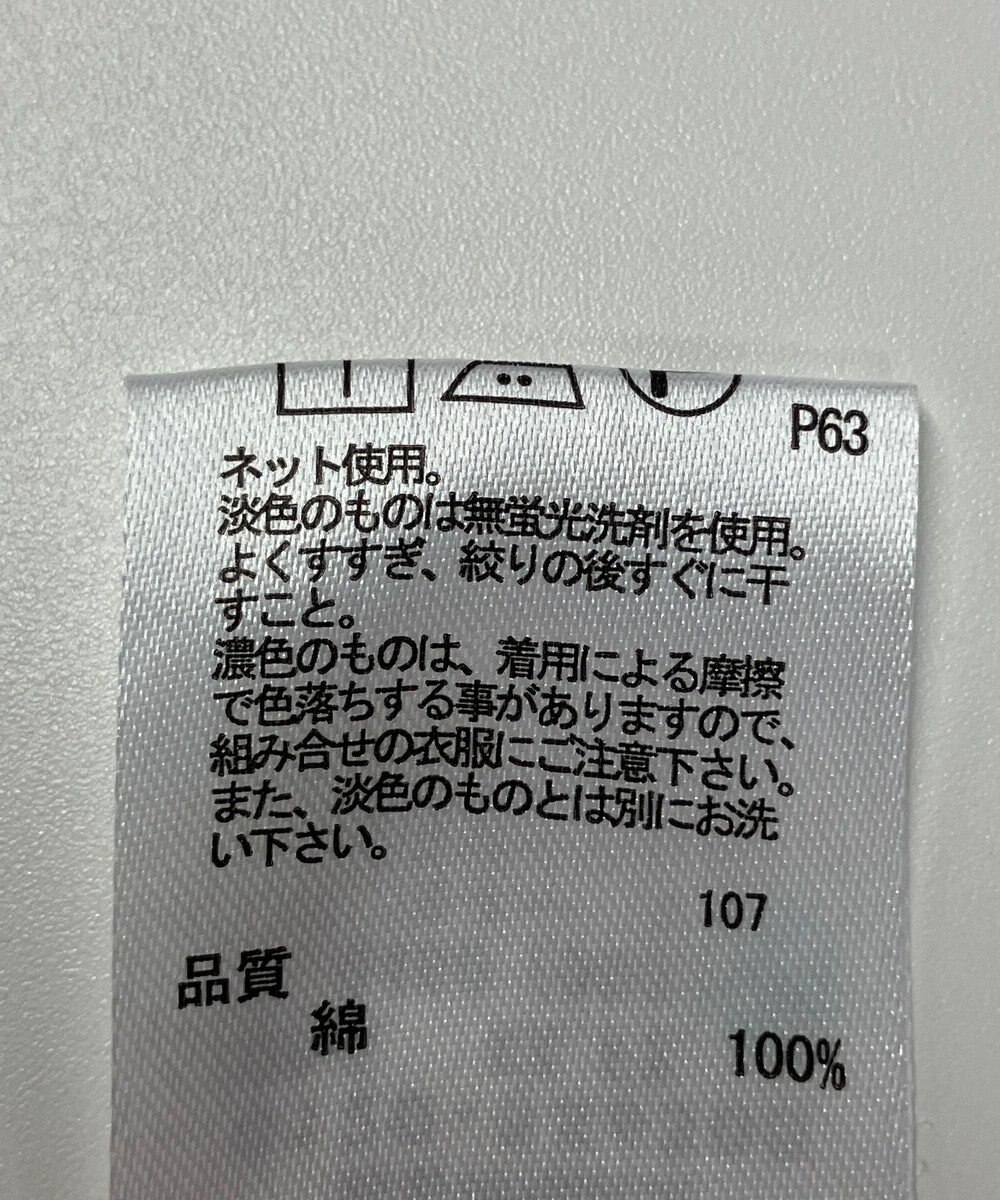 P63
ネット使用。
淡色のものは無蛍光洗剤を使用。
よくすすぎ、絞りの後すぐに干
すこと。
濃色のものは、着用による摩擦
で色落ちする事がありますので、
組み合せの衣服にご注意下さい。
また、淡色のものとは別にお洗
い下さい。
107
品質
綿 100%